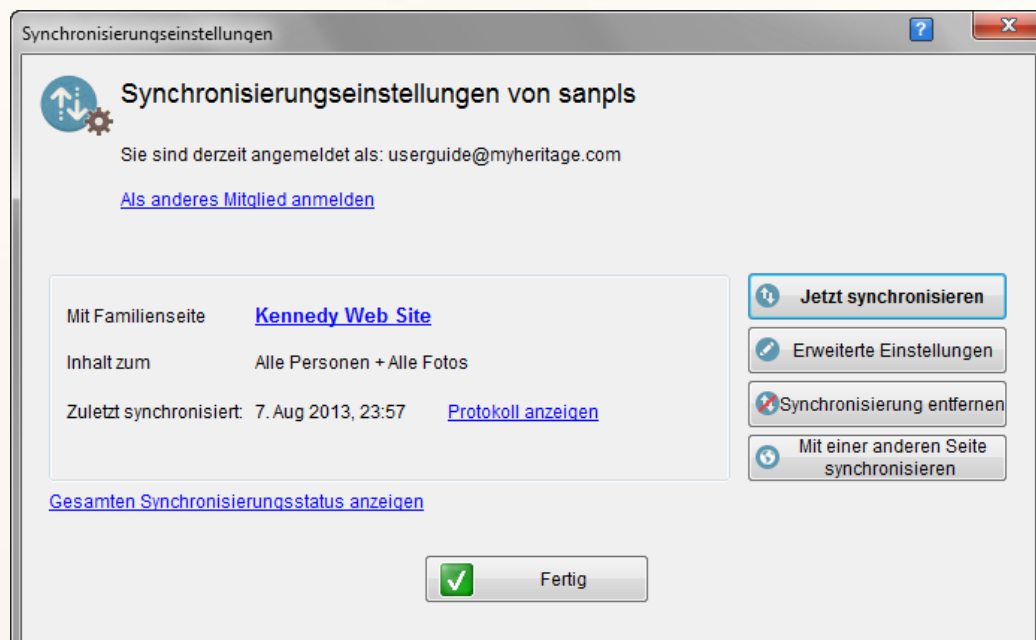 Synchronisierungseinstellungen
Synchronisierungseinstellungen von sanpls
Sie sind derzeit angemeldet als: userguide@myheritage.com
Als anderes Mitglied anmelden
Mit Familienseite Kennedy Web Site
Inhalt zum Alle Personen + Alle Fotos
Zuletzt synchronisiert: 7. Aug 2013, 23:57 Protokoll anzeigen
Jetzt synchronisieren
Erweiterte Einstellungen
Synchronisierung entfernen
Mit einer anderen Seite
synchronisieren
Gesamten Synchronisierungsstatus anzeigen
Fertig